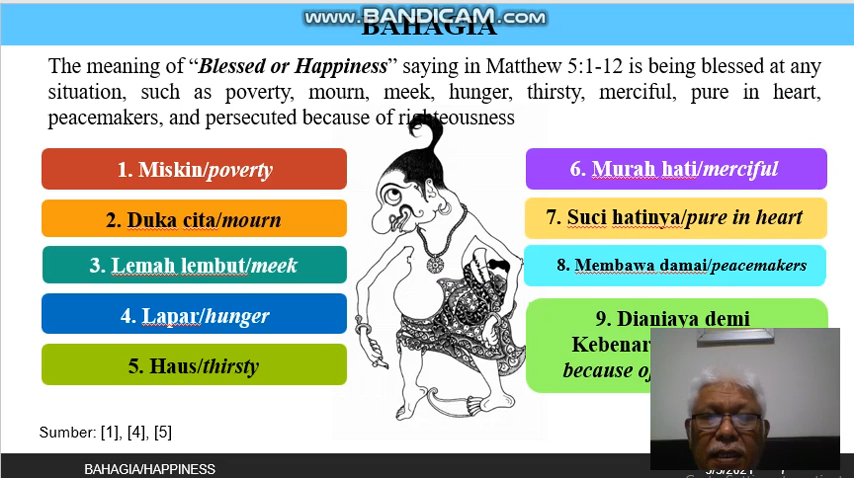 www.BANDICAM.com
BAHAGIA
The meaning of “Blessed or Happiness” saying in Matthew 5:1-12 is being blessed at any
situation, such as poverty, mourn, meek, hunger, thirsty, merciful, pure in heart,
peacemakers, and persecuted because of righteousness
1. Miskin/poverty
2. Duka cita/mourn
3. Lemah lembut/meek
4. Lapar/hunger
5. Haus/thirsty
6. Murah hati/merciful
7. Suci hatinya/pure in heart
8. Membawa damai/peacemakers
9. Dianiaya demi
because
Sumber: [1], [4], [5]
BAHAGIA/HAPPINESS